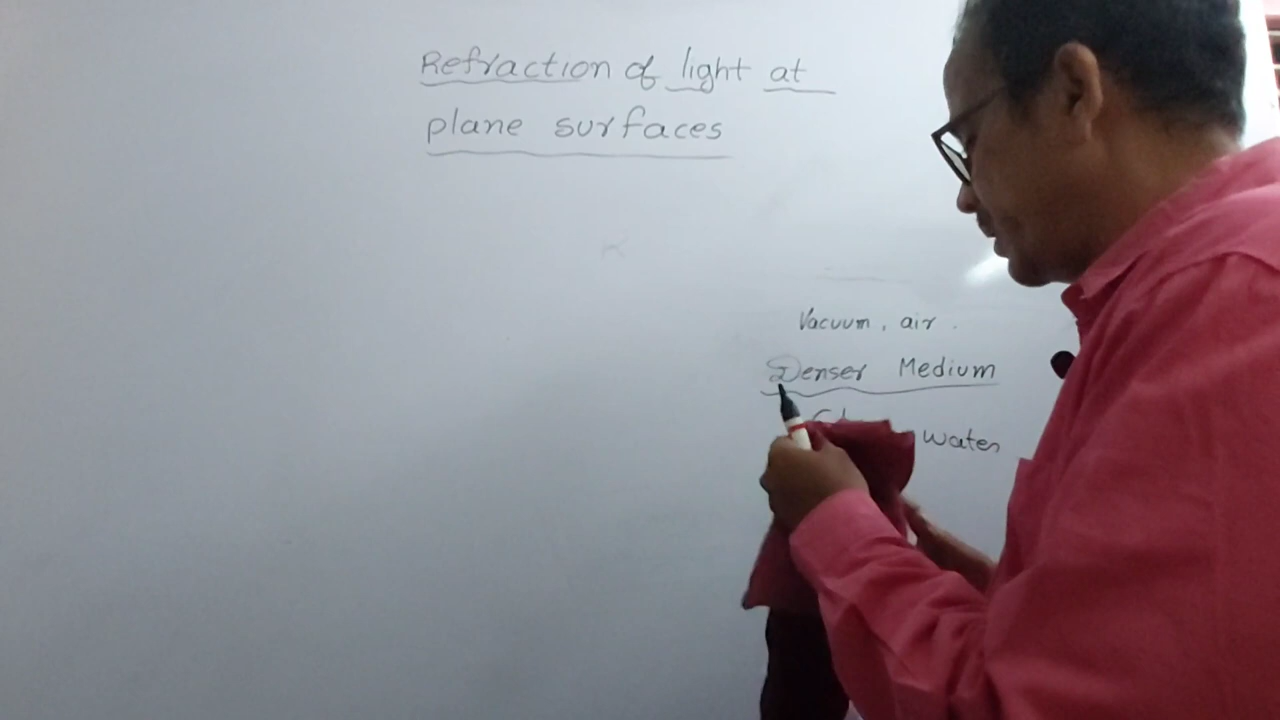 Refraction of light at
plane surfaces
Vacuum, air.
Denser Medium
water